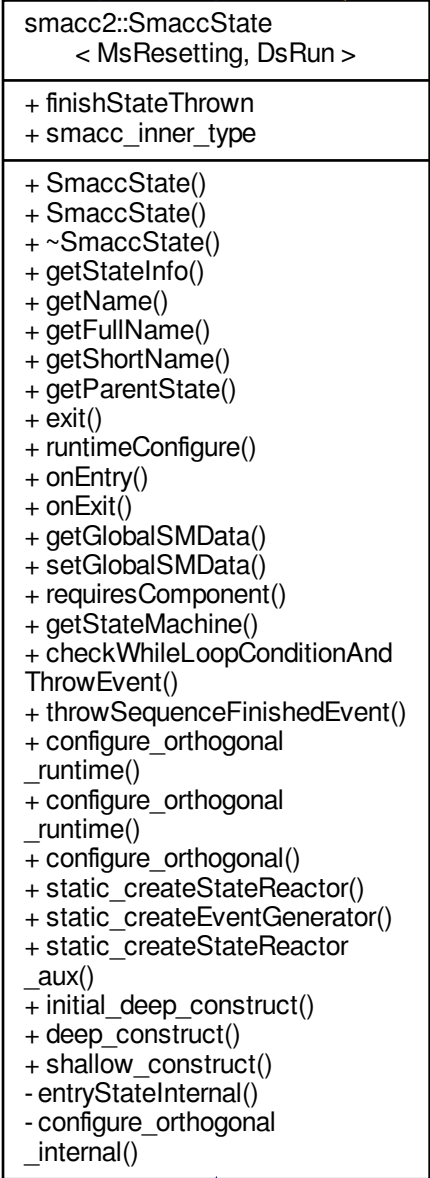 smacc2::SmaccState
< MsResetting, DsRun >
+ finishStateThrown
+ smacc_inner_type
+ SmaccState()
+ SmaccState()
+ ~SmaccState()
+ getStateInfo()
+ getName()
+ getFullName()
+ getShortName()
+ getParentState()
+ exit()
+ runtimeConfigure()
+ onEntry()
+ onExit()
+ getGlobalSMData()
+ setGlobalSMData()
+ requiresComponent()
+ getStateMachine()
+ checkWhileLoopConditionAnd
ThrowEvent()
+ throwSequenceFinishedEvent()
+ configure_orthogonal
_runtime()
+ configure_orthogonal
_runtime()
+ configure_orthogonal()
+ static_createStateReactor()
+ static_createEventGenerator()
+ static_createStateReactor
_aux()
+ initial_deep_construct()
+ deep_construct()
+ shallow_construct()
- entryStateInternal()
- configure_orthogonal
_internal()